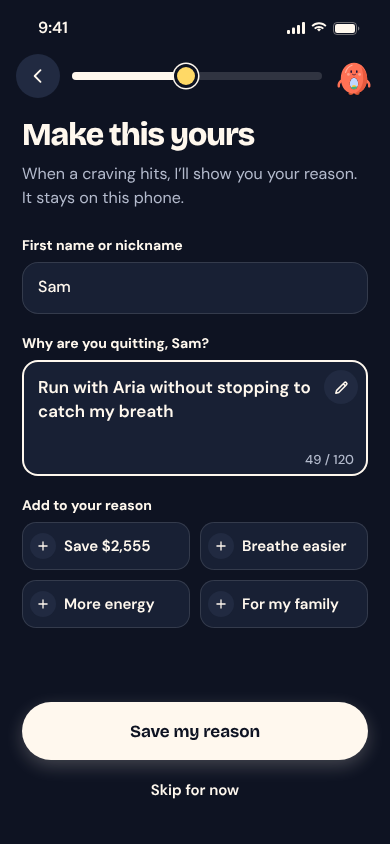 9:41
Make this yours
When a craving hits, I’ll show you your reason.
It stays on this phone.
First name or nickname
Sam
Why are you quitting, Sam?
Run with Aria without stopping to
catch my breath
49 / 120
Add to your reason
+ Save $2,555
+ Breathe easier
+ More energy
+ For my family
Save my reason
Skip for now